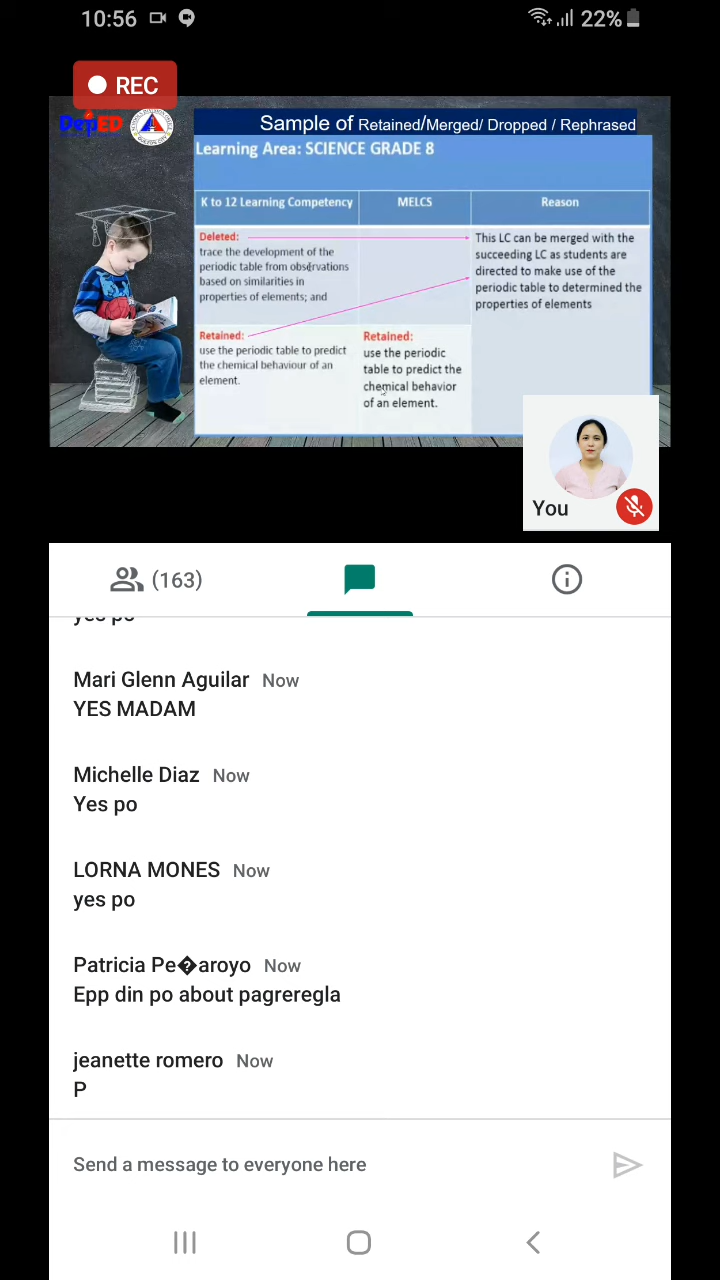 10:56
22%
REC
DepED
Sample of Retained/Merged/ Dropped / Rephrased
Learning Area: SCIENCE GRADE 8
K to 12 Learning Competency
MELCS
Reason
Deleted:
trace the development of the
periodic table from observations
based on similarities in
properties of elements; and
This LC can be merged with the
succeeding LC as students are
directed to make use of the
periodic table to determined the
properties of elements
Retained:
use the periodic table to predict
the chemical behaviour of an
element.
Retained:
use the periodic
table to predict the
chemical behavior
of an element.
You
(163)
yes po
Mari Glenn Aguilar Now
YES MADAM
Michelle Diaz Now
Yes po
LORNA MONES Now
yes po
Patricia Pe�aroyo Now
Epp din po about pagreregla
jeanette romero Now
P
Send a message to everyone here